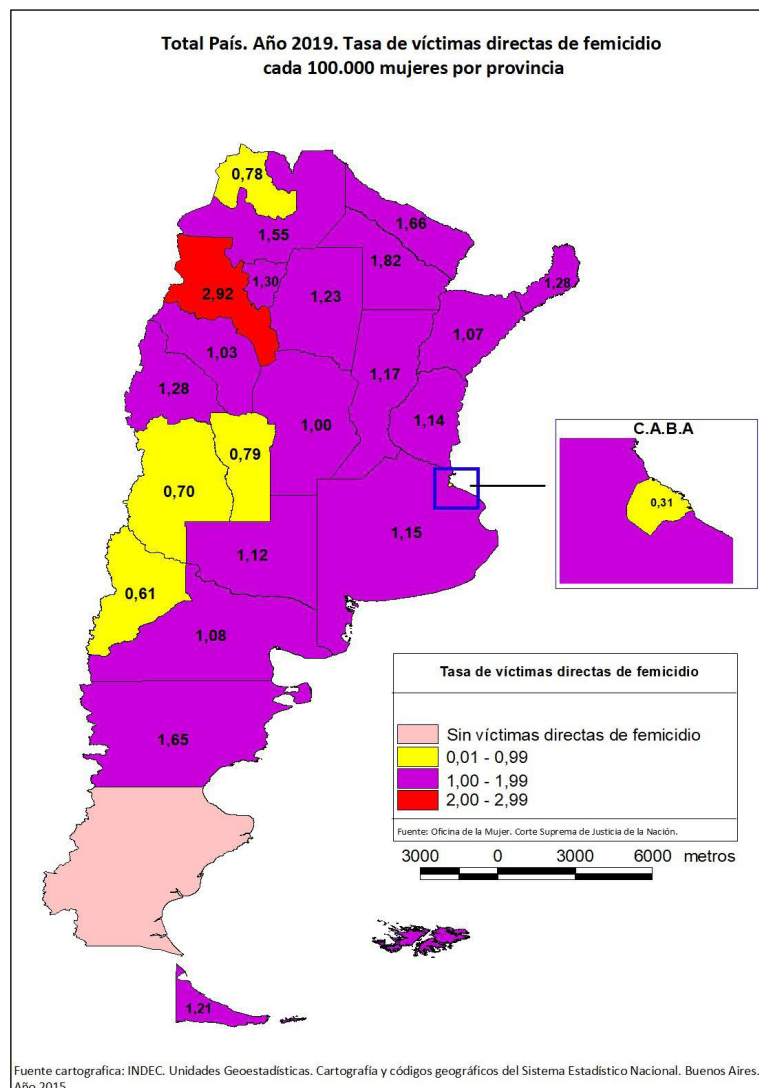 Total País. Año 2019. Tasa de víctimas directas de femicidio
cada 100.000 mujeres por provincia
0,78
1,66
1,55
1,82
1,30
2,92
1,23
1,28
1,07
1,03
1,17
1,28
1,14
1,00
C.A.B.A
0,79
0,70
0,31
1,15
1,12
0,61
1,08
Tasa de víctimas directas de femicidio
1,65
Sin víctimas directas de femicidio
0,01 - 0,99
1,00 - 1,99
2,00 - 2,99
Fuente: Oficina de la Mujer. Corte Suprema de Justicia de la Nación.
3000 0 3000 6000 metros
1,21
Fuente cartografica: INDEC. Unidades Geoestadísticas. Cartografía y códigos geográficos del Sistema Estadístico Nacional. Buenos Aires.
Año 2015